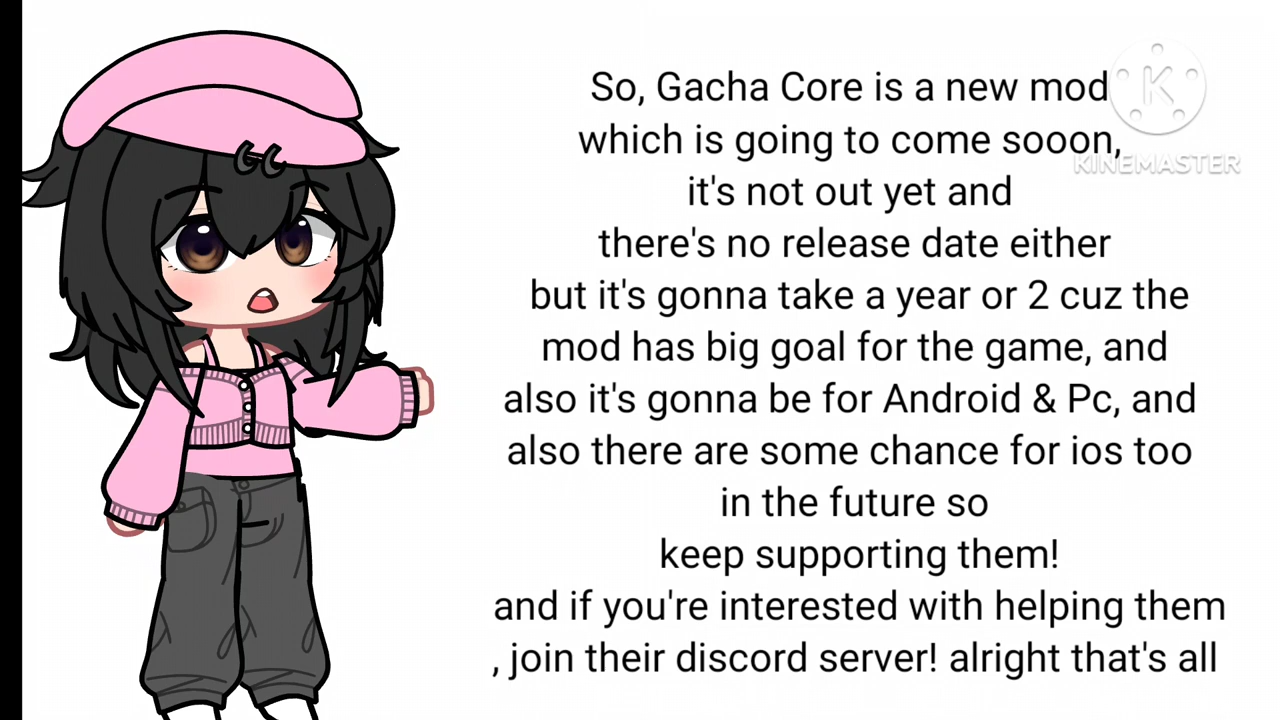 So, Gacha Core is a new mod
which is going to come sooon,
it's not out yet and
there's no release date either
but it's gonna take a year or 2 cuz the
mod has big goal for the game, and
also it's gonna be for Android & Pc, and
also there are some chance for ios too
in the future so
keep supporting them!
and if you're interested with helping them
, join their discord server! alright that's all
K
KINEMASTER